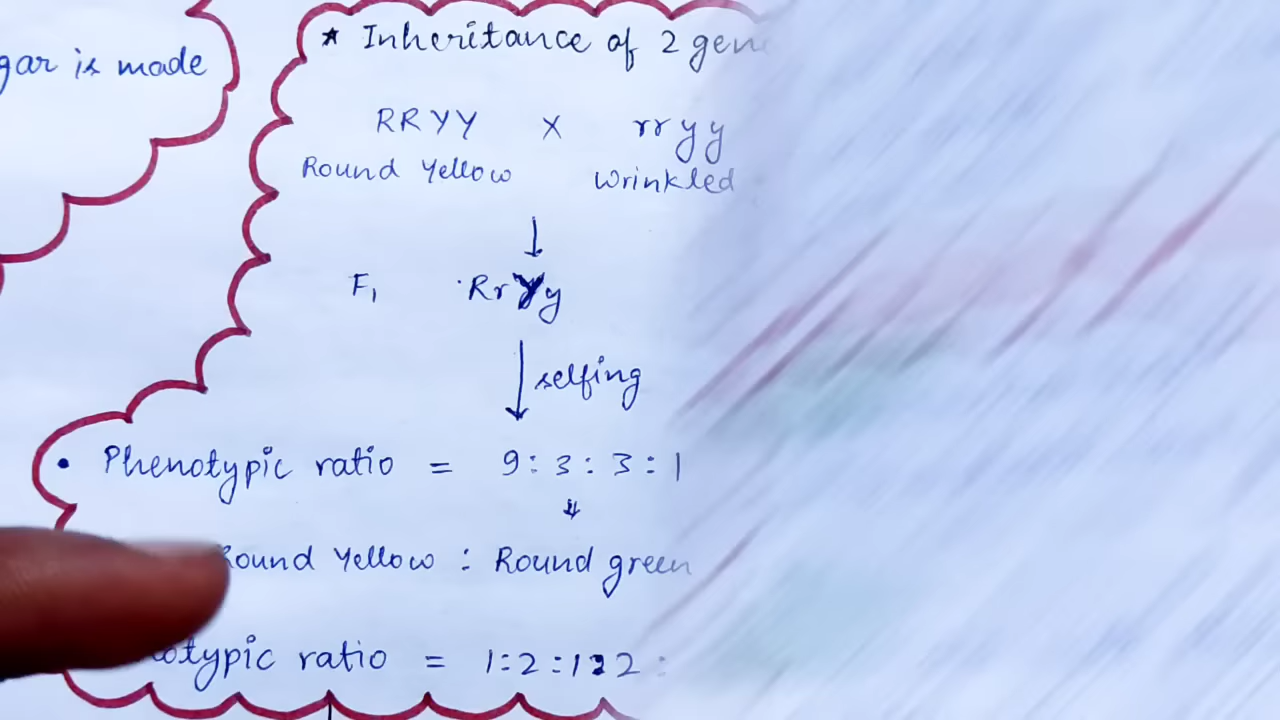 gar is made
* Inheritance of 2 gen
RRYY X rryy
Round Yellow Wrinkled
↓
F₁ RrYy
↓ selfing
• Phenotypic ratio = 9:3:3:1
↓
Round Yellow : Round green
otypic ratio = 1:2:1:2: